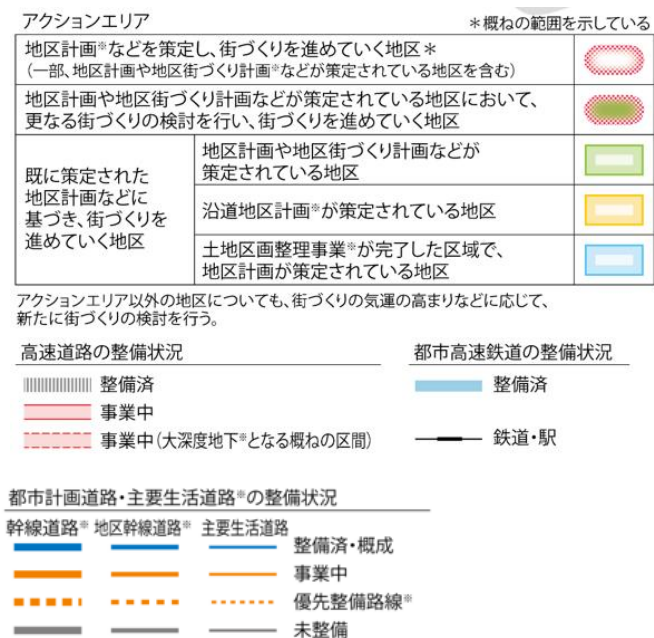 アクションエリア
＊概ねの範囲を示している
地区計画※などを策定し、街づくりを進めていく地区＊
（一部、地区計画や地区街づくり計画※などが策定されている地区を含む）
地区計画や地区街づくり計画などが策定されている地区において、
更なる街づくりの検討を行い、街づくりを進めていく地区
既に策定された
地区計画などに
基づき、街づくりを
進めていく地区
地区計画や地区街づくり計画などが
策定されている地区
沿道地区計画※が策定されている地区
土地区画整理事業※が完了した区域で、
地区計画が策定されている地区
アクションエリア以外の地区についても、街づくりの気運の高まりなどに応じて、
新たに街づくりの検討を行う。
高速道路の整備状況
整備済
事業中
事業中（大深度地下※となる概ねの区間）
都市高速鉄道の整備状況
整備済
鉄道・駅
都市計画道路・主要生活道路※の整備状況
幹線道路※ 地区幹線道路※ 主要生活道路
整備済・概成
事業中
優先整備路線※
未整備